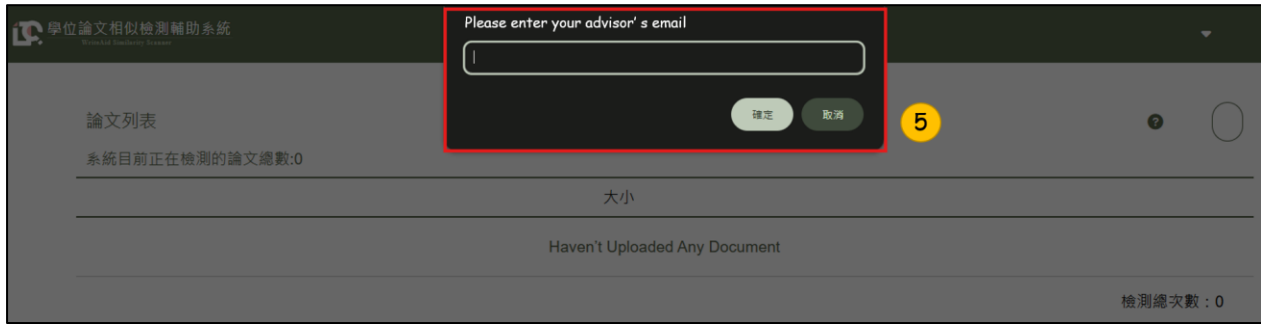 學位論文相似檢測輔助系統
Please enter your advisor’ s email
確定
取消
5
論文列表
系統目前正在檢測的論文總數:0
大小
Haven't Uploaded Any Document
檢測總次數：0